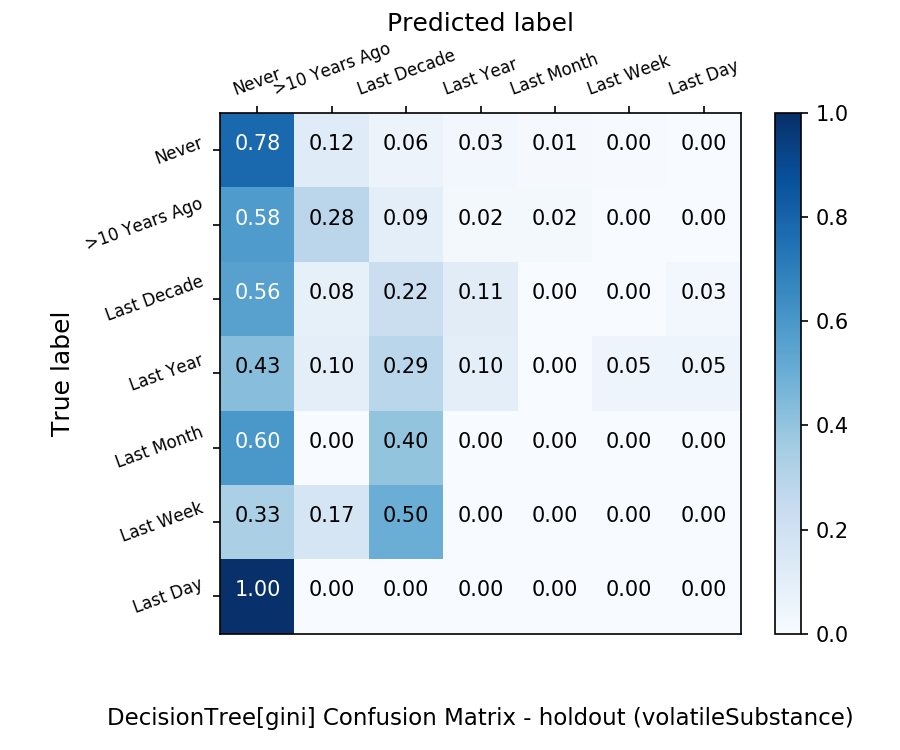 Predicted label
Never >10 Years Ago Last Decade Last Year Last Month Last Week Last Day
True label
Never 0.78 0.12 0.06 0.03 0.01 0.00 0.00
>10 Years Ago 0.58 0.28 0.09 0.02 0.02 0.00 0.00
Last Decade 0.56 0.08 0.22 0.11 0.00 0.00 0.03
Last Year 0.43 0.10 0.29 0.10 0.00 0.05 0.05
Last Month 0.60 0.00 0.40 0.00 0.00 0.00 0.00
Last Week 0.33 0.17 0.50 0.00 0.00 0.00 0.00
Last Day 1.00 0.00 0.00 0.00 0.00 0.00 0.00
1.0
0.8
0.6
0.4
0.2
0.0
DecisionTree[gini] Confusion Matrix - holdout (volatileSubstance)